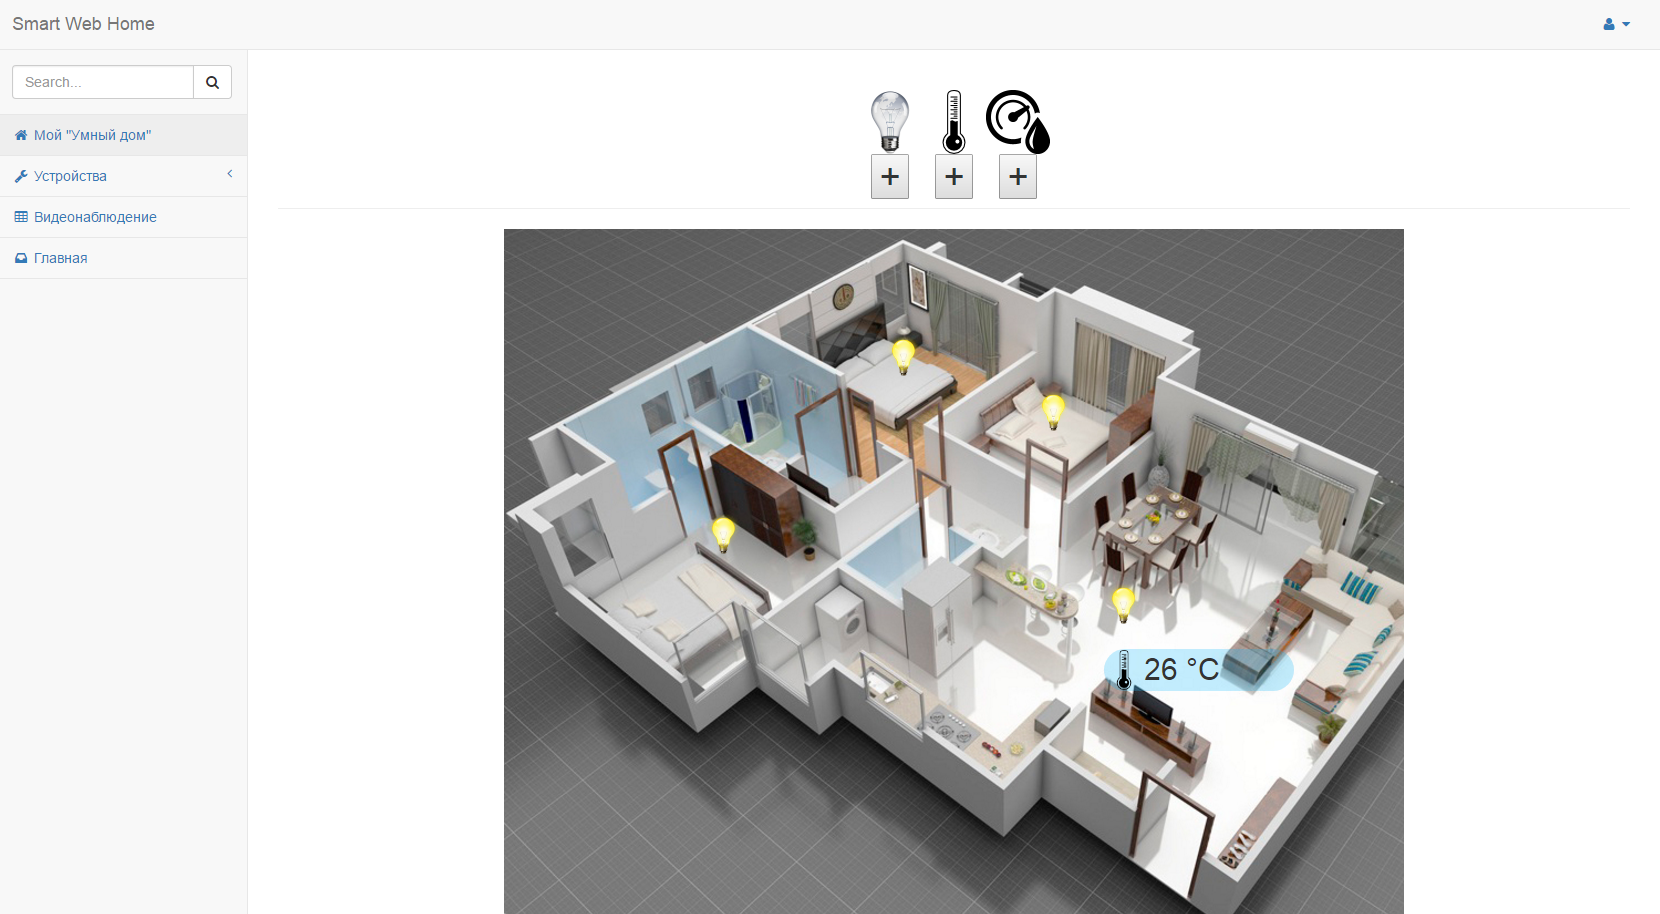 Smart Web Home
Search...
Мой "Умный дом"
Устройства
Видеонаблюдение
Главная
+ + +
26 °C